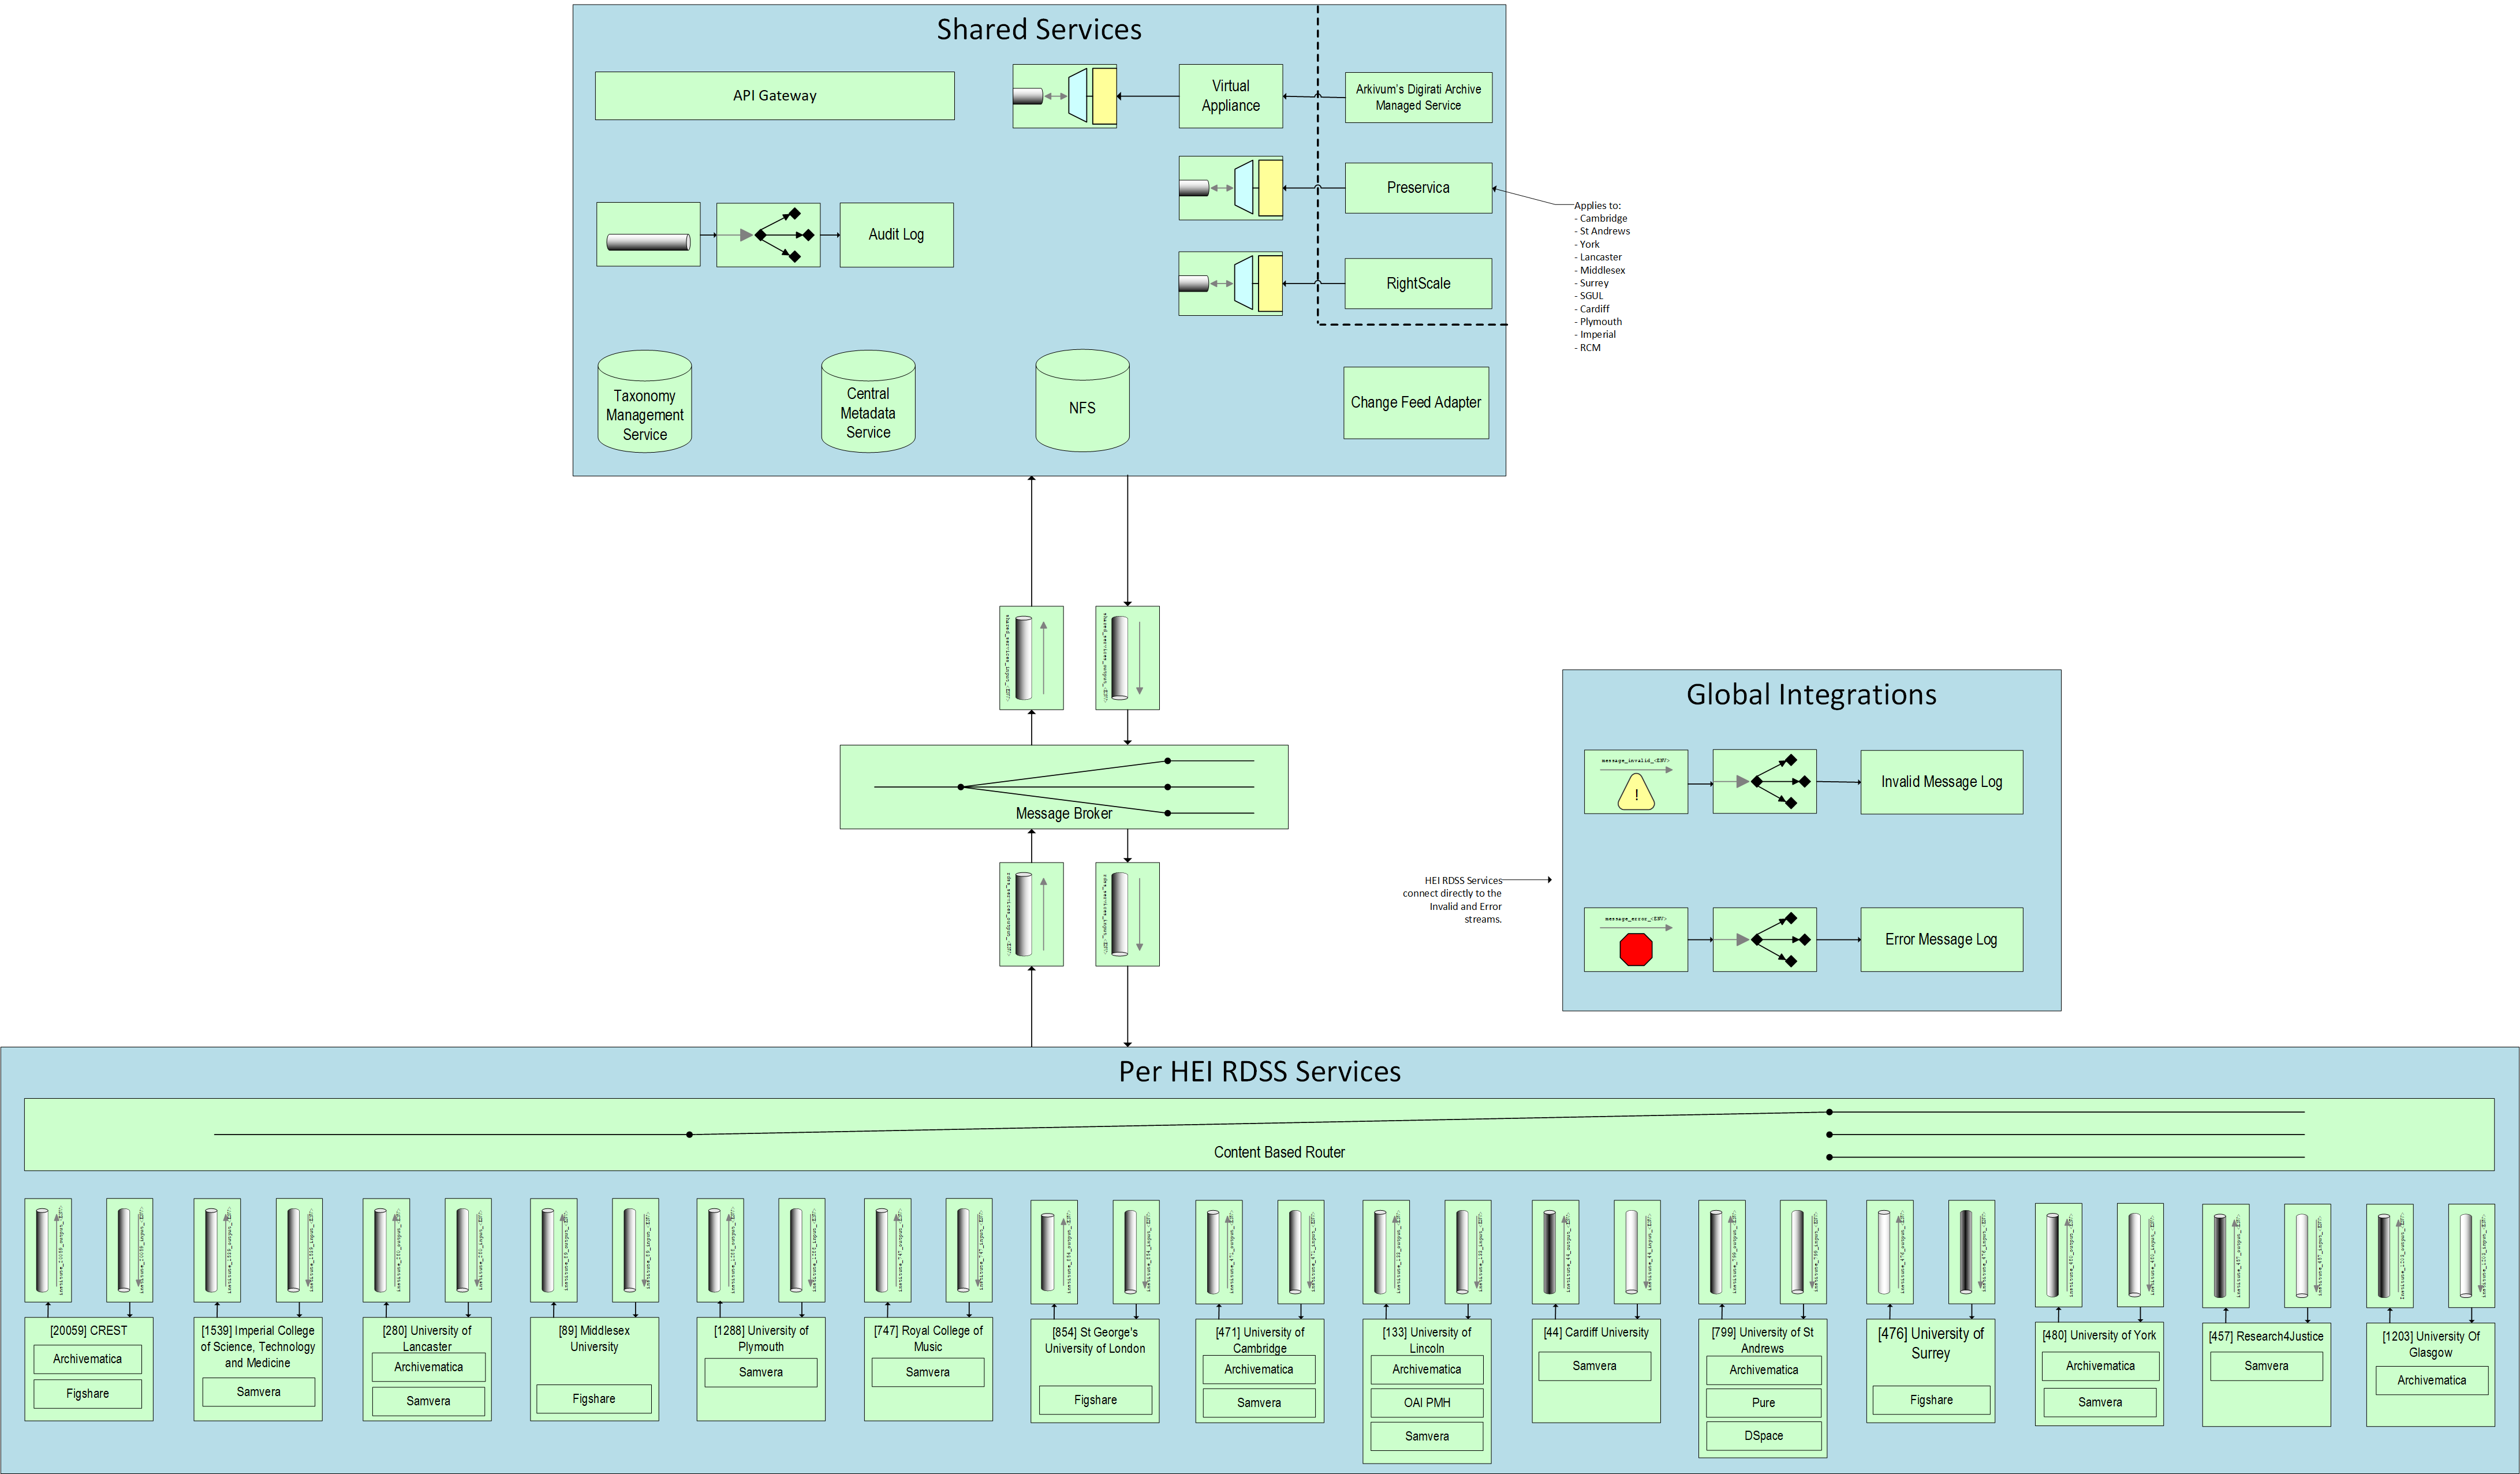 Shared Services
API Gateway
Virtual
Appliance
Arkivum's Digirati Archive
Managed Service
Preservica
Audit Log
RightScale
Applies to:
- Cambridge
- St Andrews
- York
- Lancaster
- Middlesex
- Surrey
- SGUL
- Cardiff
- Plymouth
- Imperial
- RCM
Taxonomy
Management
Service
Central
Metadata
Service
NFS
Change Feed Adapter
Message Broker
Global Integrations
message_invalid_<ENV>
!
Invalid Message Log
HEI RDSS Services
connect directly to the
Invalid and Error
streams.
message_error_<ENV>
Error Message Log
Per HEI RDSS Services
Content Based Router
[20059] CREST
Archivematica
Figshare
[1539] Imperial College
of Science, Technology
and Medicine
Samvera
[280] University of
Lancaster
Archivematica
Samvera
[89] Middlesex
University
Figshare
[1288] University of
Plymouth
Samvera
[747] Royal College of
Music
Samvera
[854] St George's
University of London
Figshare
[471] University of
Cambridge
Archivematica
Samvera
[133] University of
Lincoln
Archivematica
OAI PMH
Samvera
[44] Cardiff University
Samvera
[799] University of St
Andrews
Archivematica
Pure
DSpace
[476] University of
Surrey
Figshare
[480] University of York
Archivematica
Samvera
[457] Research4Justice
Samvera
[1203] University Of
Glasgow
Archivematica